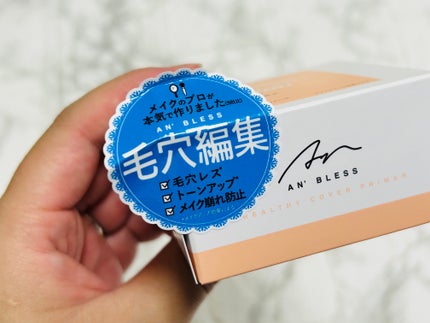 メイクのプロが
本気で作りました
AN' BLESS
毛穴編集
毛穴レズ
トーンアップ*
メイク崩れ防止
An
AN' BLESS
HEALTHY COVER PRIMER